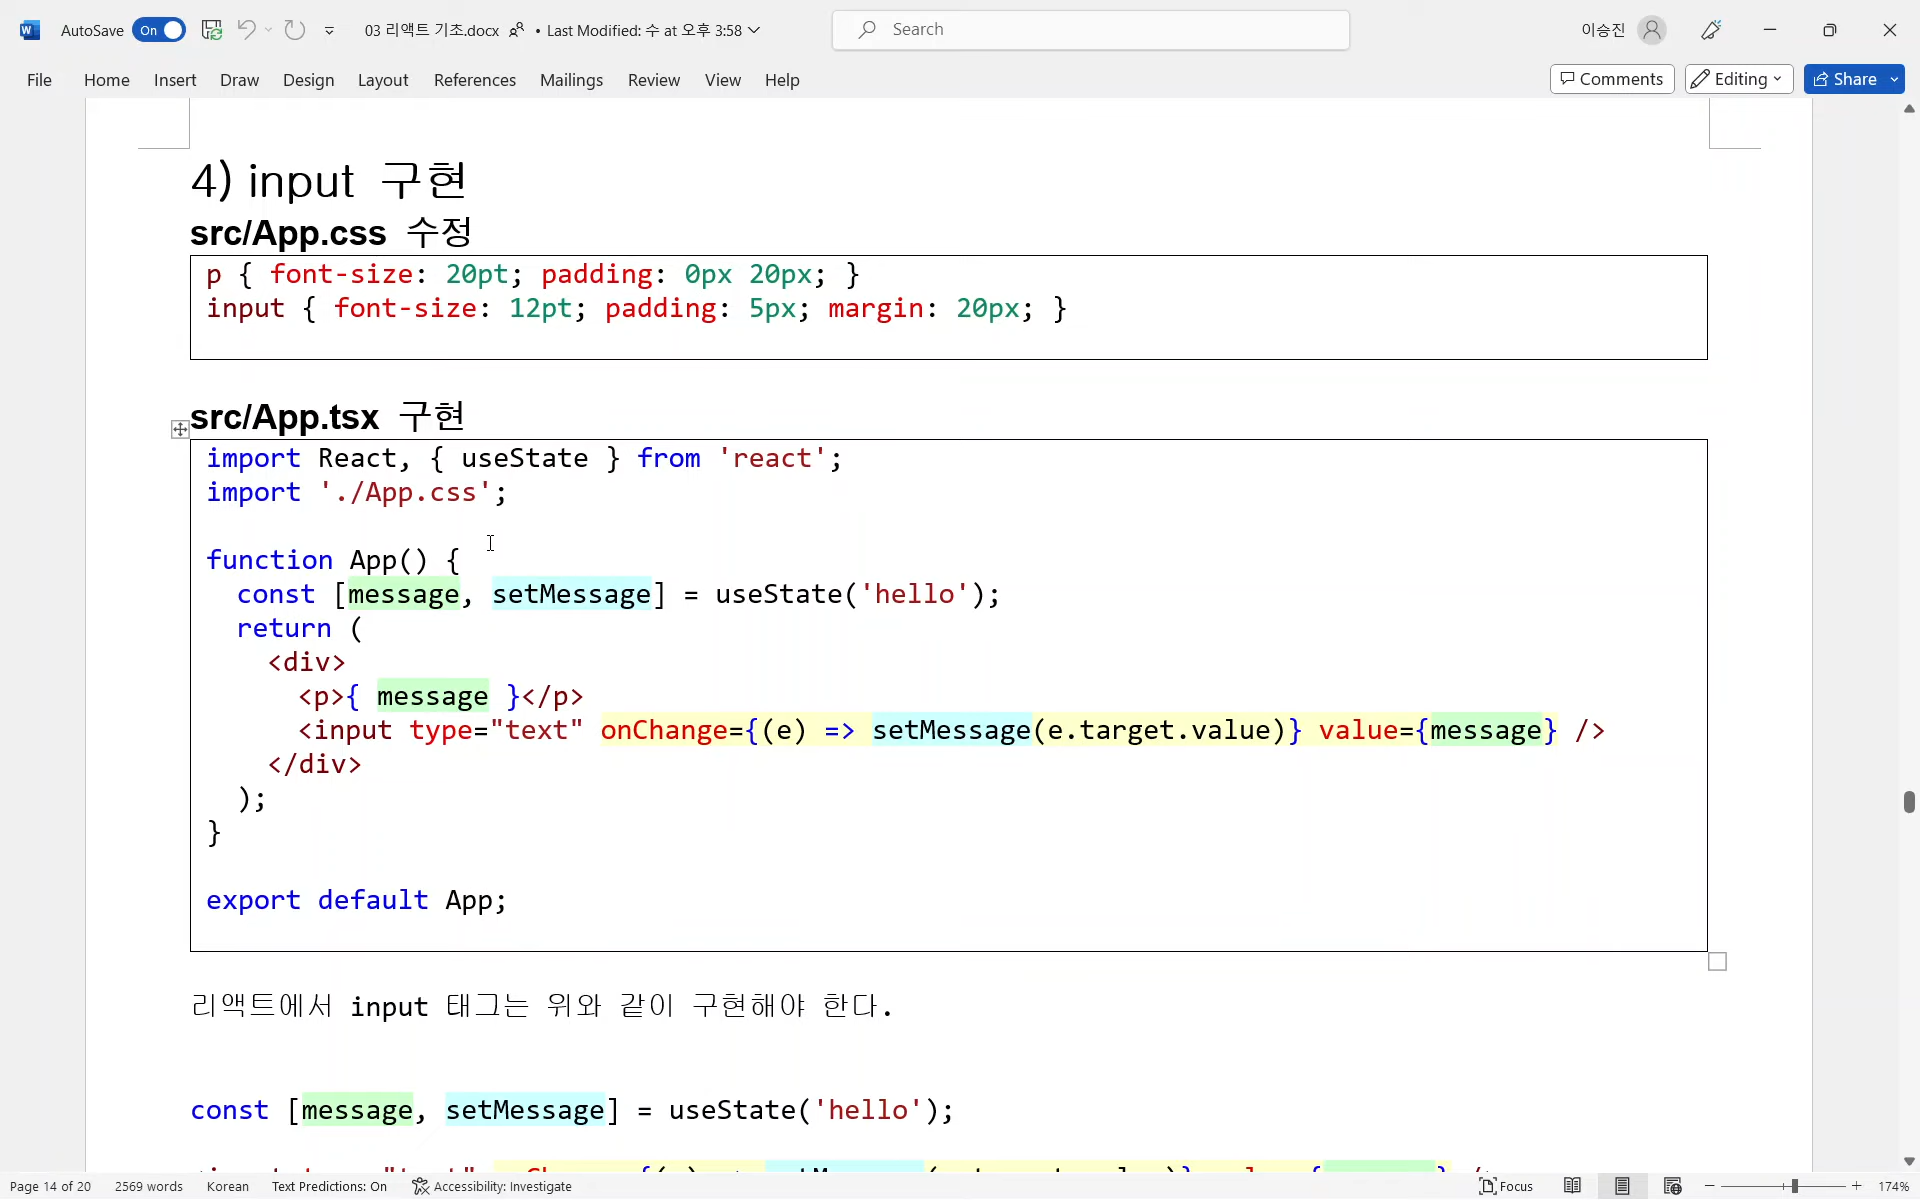 AutoSave On 03 리액트 기초.docx • Last Modified: 수 at 오후 3:58 Search 이승진
File Home Insert Draw Design Layout References Mailings Review View Help Comments Editing Share
4) input 구현
src/App.css 수정
p { font-size: 20pt; padding: 0px 20px; }
input { font-size: 12pt; padding: 5px; margin: 20px; }
src/App.tsx 구현
import React, { useState } from 'react';
import './App.css';
function App() {
const [message, setMessage] = useState('hello');
return (
<div>
<p>{ message }</p>
<input type="text" onChange={(e) => setMessage(e.target.value)} value={message} />
</div>
);
}
export default App;
리액트에서 input 태그는 위와 같이 구현해야 한다.
const [message, setMessage] = useState('hello');
Page 14 of 20 2569 words Korean Text Predictions: On Accessibility: Investigate Focus 174%